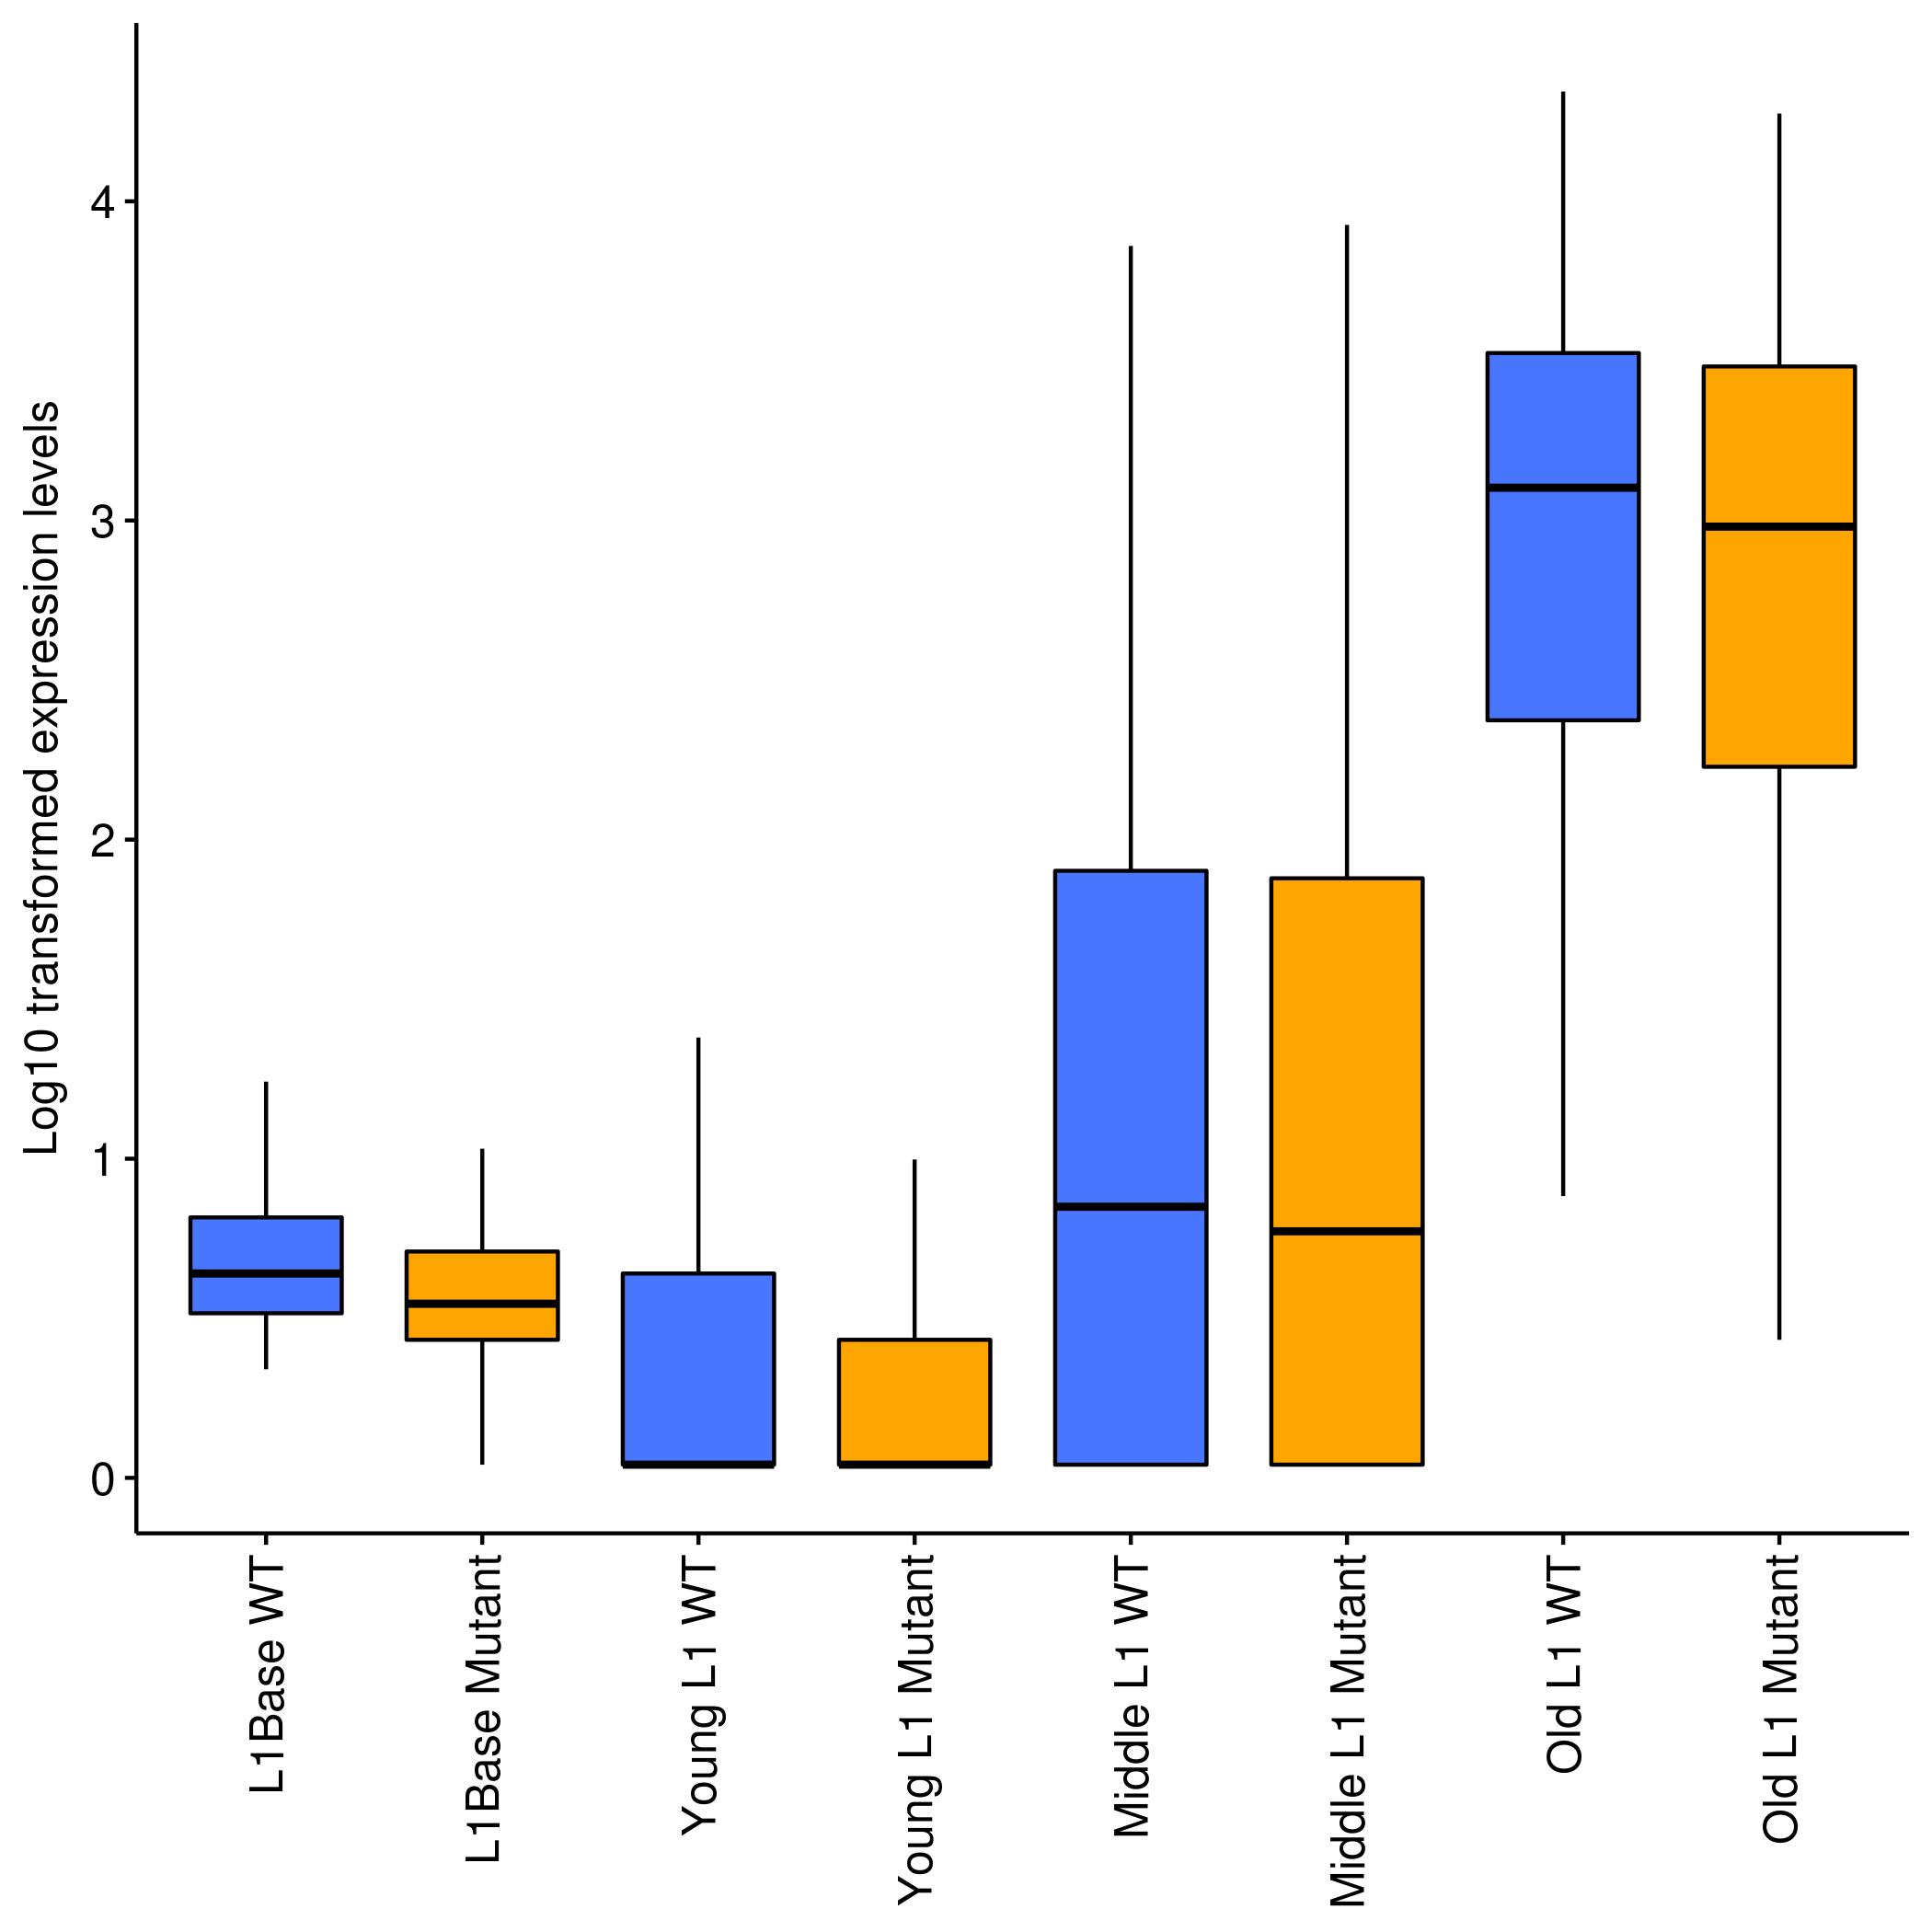 Log10 transformed expression levels
4
3
2
1
0
L1Base WT
L1Base Mutant
Young L1 WT
Young L1 Mutant
Middle L1 WT
Middle L1 Mutant
Old L1 WT
Old L1 Mutant